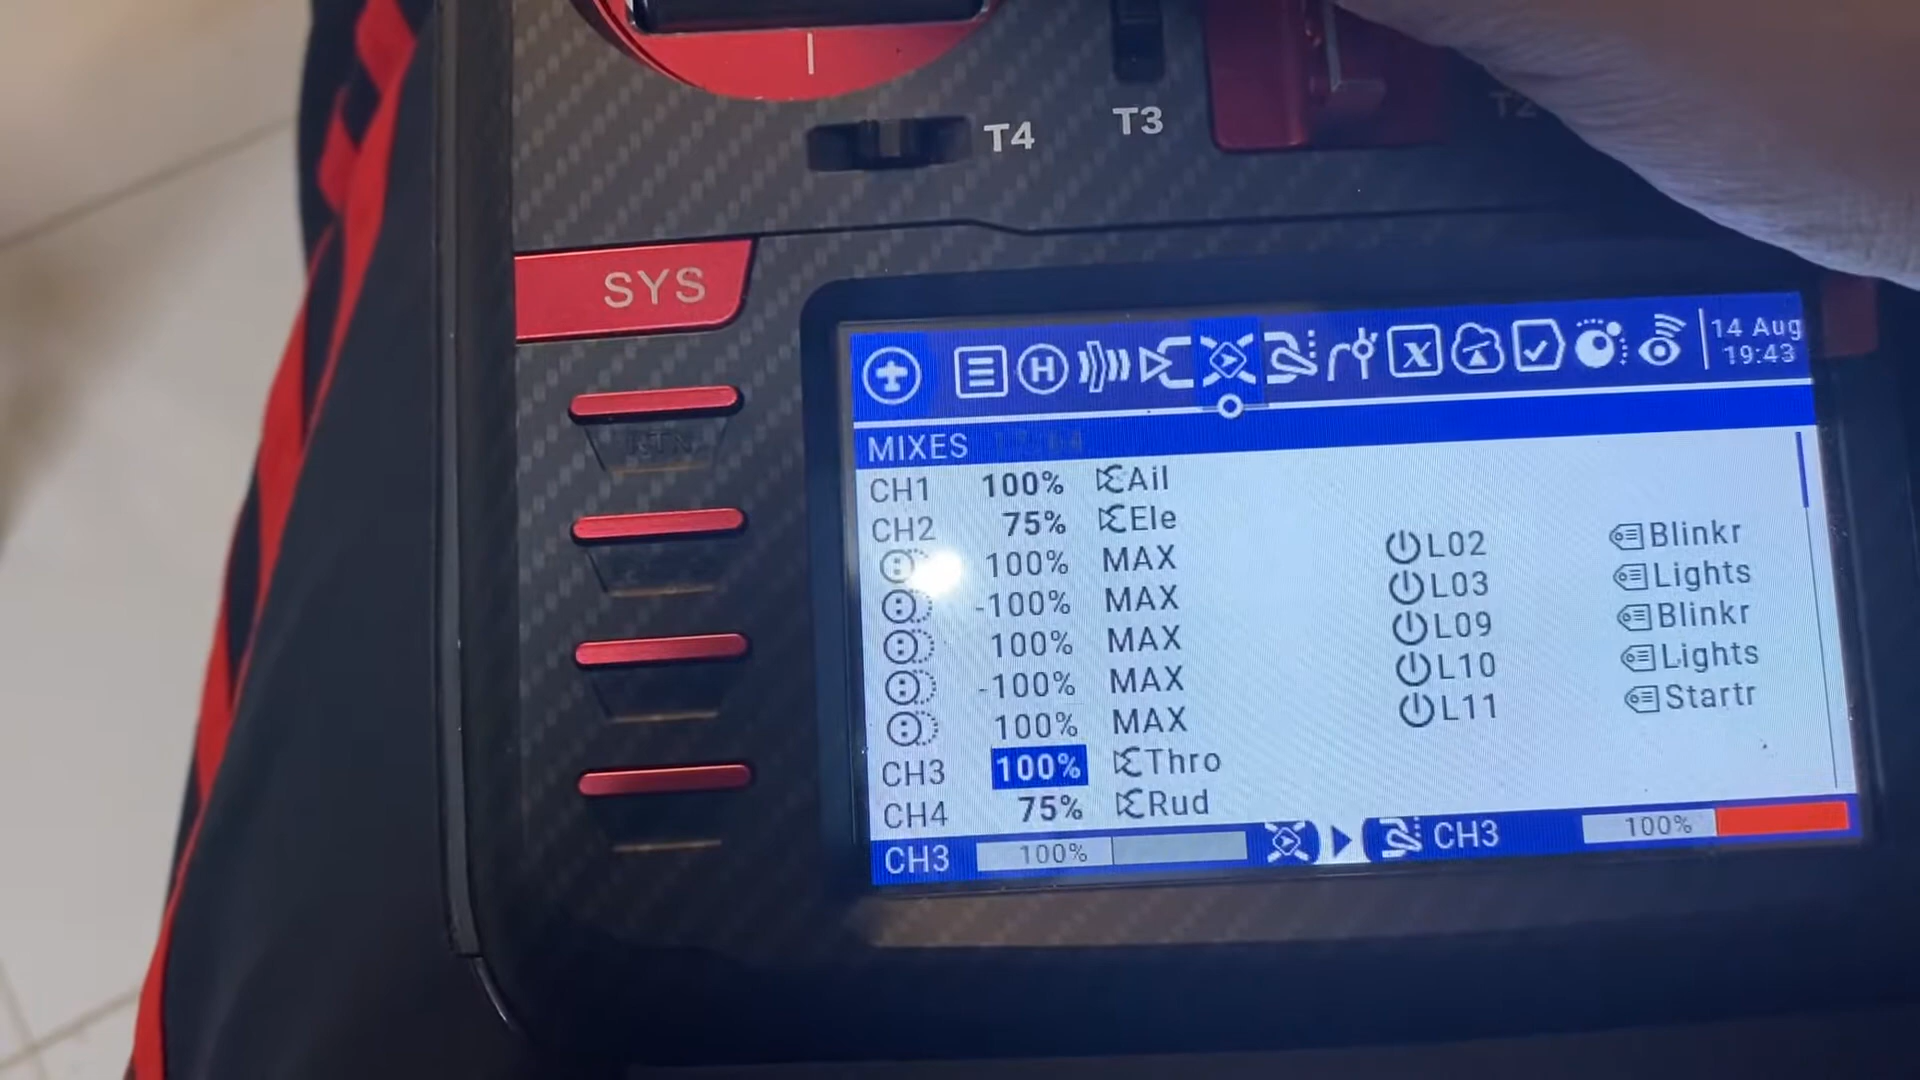 T4
T3
T2
SYS
RTN
14 Aug
19:43
MIXES
CH1 100% Ail
CH2 75% Ele
100% MAX L02 Blinkr
-100% MAX L03 Lights
100% MAX L09 Blinkr
-100% MAX L10 Lights
100% MAX L11 Startr
CH3 100% Thro
CH4 75% Rud
CH3 100% CH3 100%